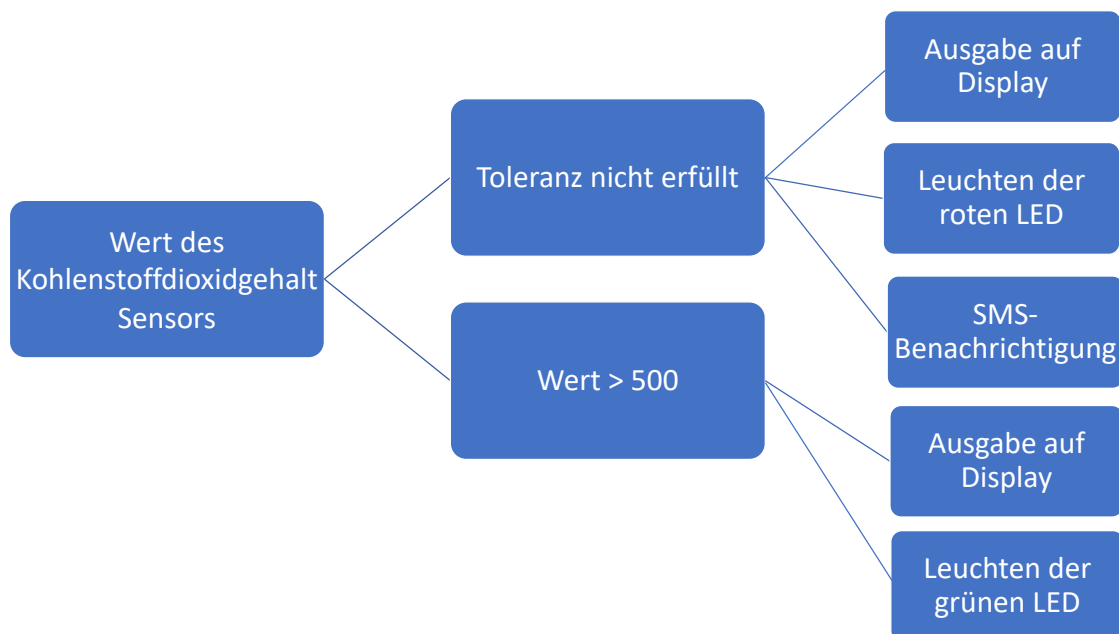 Wert des
Kohlenstoffdioxidgehalt
Sensors
Toleranz nicht erfüllt
Ausgabe auf
Display
Leuchten der
roten LED
SMS-
Benachrichtigung
Wert > 500
Ausgabe auf
Display
Leuchten der
grünen LED